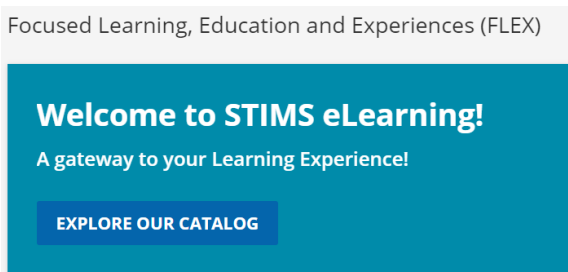 Focused Learning, Education and Experiences (FLEX)
Welcome to STIMS eLearning!
A gateway to your Learning Experience!
EXPLORE OUR CATALOG